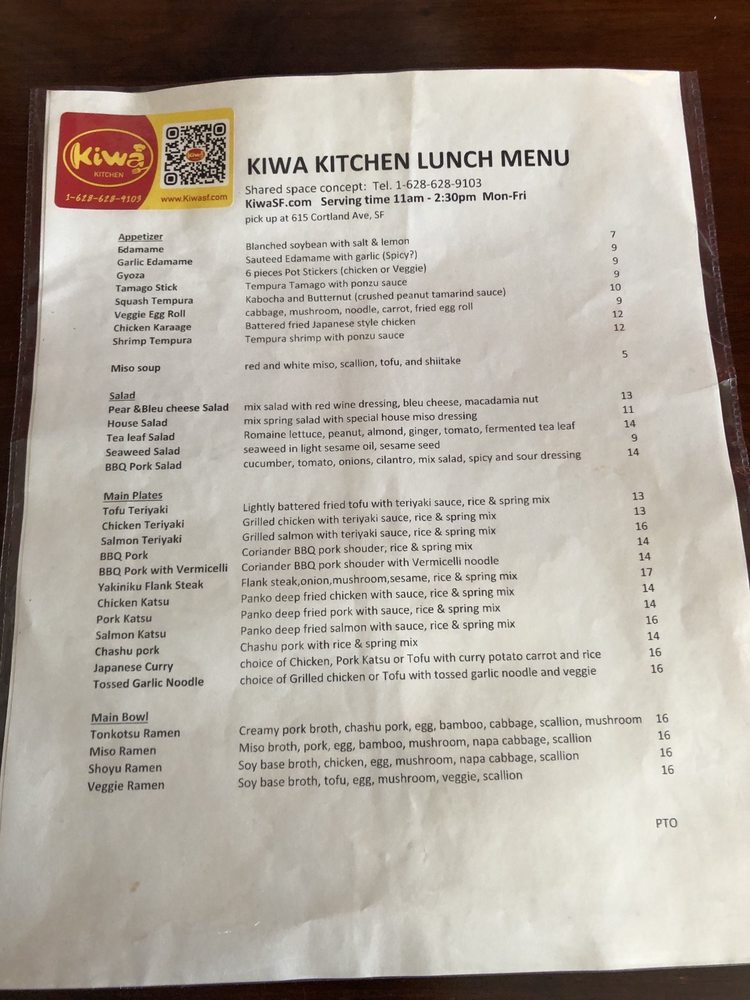 Kiwa
KITCHEN
1-628-628-9103
Kiwa
www.Kiwasf.com
KIWA KITCHEN LUNCH MENU
Shared space concept: Tel. 1-628-628-9103
KiwaSF.com Serving time 11am - 2:30pm Mon-Fri
pick up at 615 Cortland Ave, SF
Appetizer
Edamame Blanched soybean with salt & lemon 7
Garlic Edamame Sauteed Edamame with garlic (Spicy?) 9
Gyoza 6 pieces Pot Stickers (chicken or Veggie) 9
Tamago Stick Tempura Tamago with ponzu sauce 9
Squash Tempura Kabocha and Butternut (crushed peanut tamarind sauce) 10
Veggie Egg Roll cabbage, mushroom, noodle, carrot, fried egg roll 9
Chicken Karaage Battered fried Japanese style chicken 12
Shrimp Tempura Tempura shrimp with ponzu sauce 12
Miso soup red and white miso, scallion, tofu, and shiitake 5
Salad
Pear &Bleu cheese Salad mix salad with red wine dressing, bleu cheese, macadamia nut 13
House Salad mix spring salad with special house miso dressing 11
Tea leaf Salad Romaine lettuce, peanut, almond, ginger, tomato, fermented tea leaf 14
Seaweed Salad seaweed in light sesame oil, sesame seed 9
BBQ Pork Salad cucumber, tomato, onions, cilantro, mix salad, spicy and sour dressing 14
Main Plates
Tofu Teriyaki Lightly battered fried tofu with teriyaki sauce, rice & spring mix 13
Chicken Teriyaki Grilled chicken with teriyaki sauce, rice & spring mix 13
Salmon Teriyaki Grilled salmon with teriyaki sauce, rice & spring mix 16
BBQ Pork Coriander BBQ pork shouder, rice & spring mix 14
BBQ Pork with Vermicelli Coriander BBQ pork shouder with Vermicelli noodle 14
Yakiniku Flank Steak Flank steak,onion,mushroom,sesame, rice & spring mix 17
Chicken Katsu Panko deep fried chicken with sauce, rice & spring mix 14
Pork Katsu Panko deep fried pork with sauce, rice & spring mix 14
Salmon Katsu Panko deep fried salmon with sauce, rice & spring mix 16
Chashu pork Chashu pork with rice & spring mix 14
Japanese Curry choice of Chicken, Pork Katsu or Tofu with curry potato carrot and rice 16
Tossed Garlic Noodle choice of Grilled chicken or Tofu with tossed garlic noodle and veggie 16
Main Bowl
Tonkotsu Ramen Creamy pork broth, chashu pork, egg, bamboo, cabbage, scallion, mushroom 16
Miso Ramen Miso broth, pork, egg, bamboo, mushroom, napa cabbage, scallion 16
Shoyu Ramen Soy base broth, chicken, egg, mushroom, napa cabbage, scallion 16
Veggie Ramen Soy base broth, tofu, egg, mushroom, veggie, scallion 16
PTO